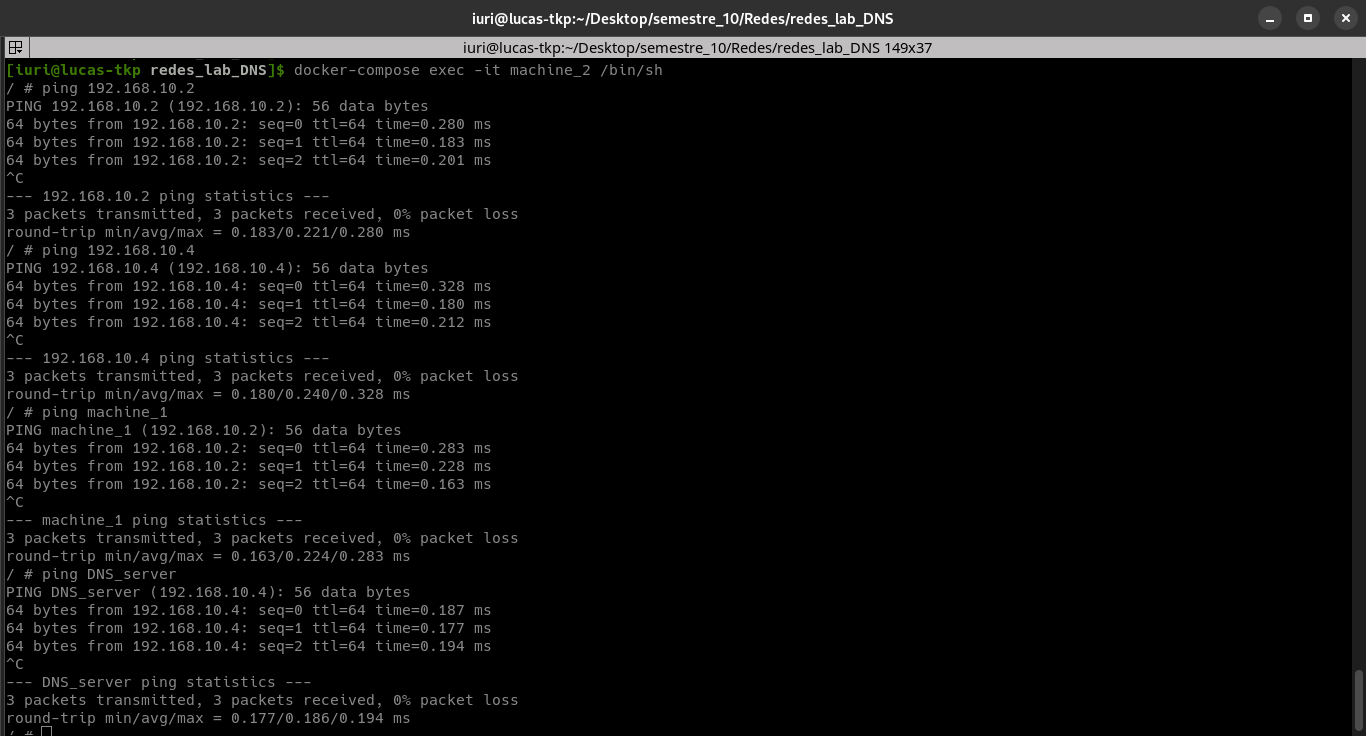 iuri@lucas-tkp:~/Desktop/semestre_10/Redes/redes_lab_DNS
iuri@lucas-tkp:~/Desktop/semestre_10/Redes/redes_lab_DNS 149x37
[iuri@lucas-tkp redes_lab_DNS]$ docker-compose exec -it machine_2 /bin/sh
/ # ping 192.168.10.2
PING 192.168.10.2 (192.168.10.2): 56 data bytes
64 bytes from 192.168.10.2: seq=0 ttl=64 time=0.280 ms
64 bytes from 192.168.10.2: seq=1 ttl=64 time=0.183 ms
64 bytes from 192.168.10.2: seq=2 ttl=64 time=0.201 ms
^C
--- 192.168.10.2 ping statistics ---
3 packets transmitted, 3 packets received, 0% packet loss
round-trip min/avg/max = 0.183/0.221/0.280 ms
/ # ping 192.168.10.4
PING 192.168.10.4 (192.168.10.4): 56 data bytes
64 bytes from 192.168.10.4: seq=0 ttl=64 time=0.328 ms
64 bytes from 192.168.10.4: seq=1 ttl=64 time=0.180 ms
64 bytes from 192.168.10.4: seq=2 ttl=64 time=0.212 ms
^C
--- 192.168.10.4 ping statistics ---
3 packets transmitted, 3 packets received, 0% packet loss
round-trip min/avg/max = 0.180/0.240/0.328 ms
/ # ping machine_1
PING machine_1 (192.168.10.2): 56 data bytes
64 bytes from 192.168.10.2: seq=0 ttl=64 time=0.283 ms
64 bytes from 192.168.10.2: seq=1 ttl=64 time=0.228 ms
64 bytes from 192.168.10.2: seq=2 ttl=64 time=0.163 ms
^C
--- machine_1 ping statistics ---
3 packets transmitted, 3 packets received, 0% packet loss
round-trip min/avg/max = 0.163/0.224/0.283 ms
/ # ping DNS_server
PING DNS_server (192.168.10.4): 56 data bytes
64 bytes from 192.168.10.4: seq=0 ttl=64 time=0.187 ms
64 bytes from 192.168.10.4: seq=1 ttl=64 time=0.177 ms
64 bytes from 192.168.10.4: seq=2 ttl=64 time=0.194 ms
^C
--- DNS_server ping statistics ---
3 packets transmitted, 3 packets received, 0% packet loss
round-trip min/avg/max = 0.177/0.186/0.194 ms
/ #